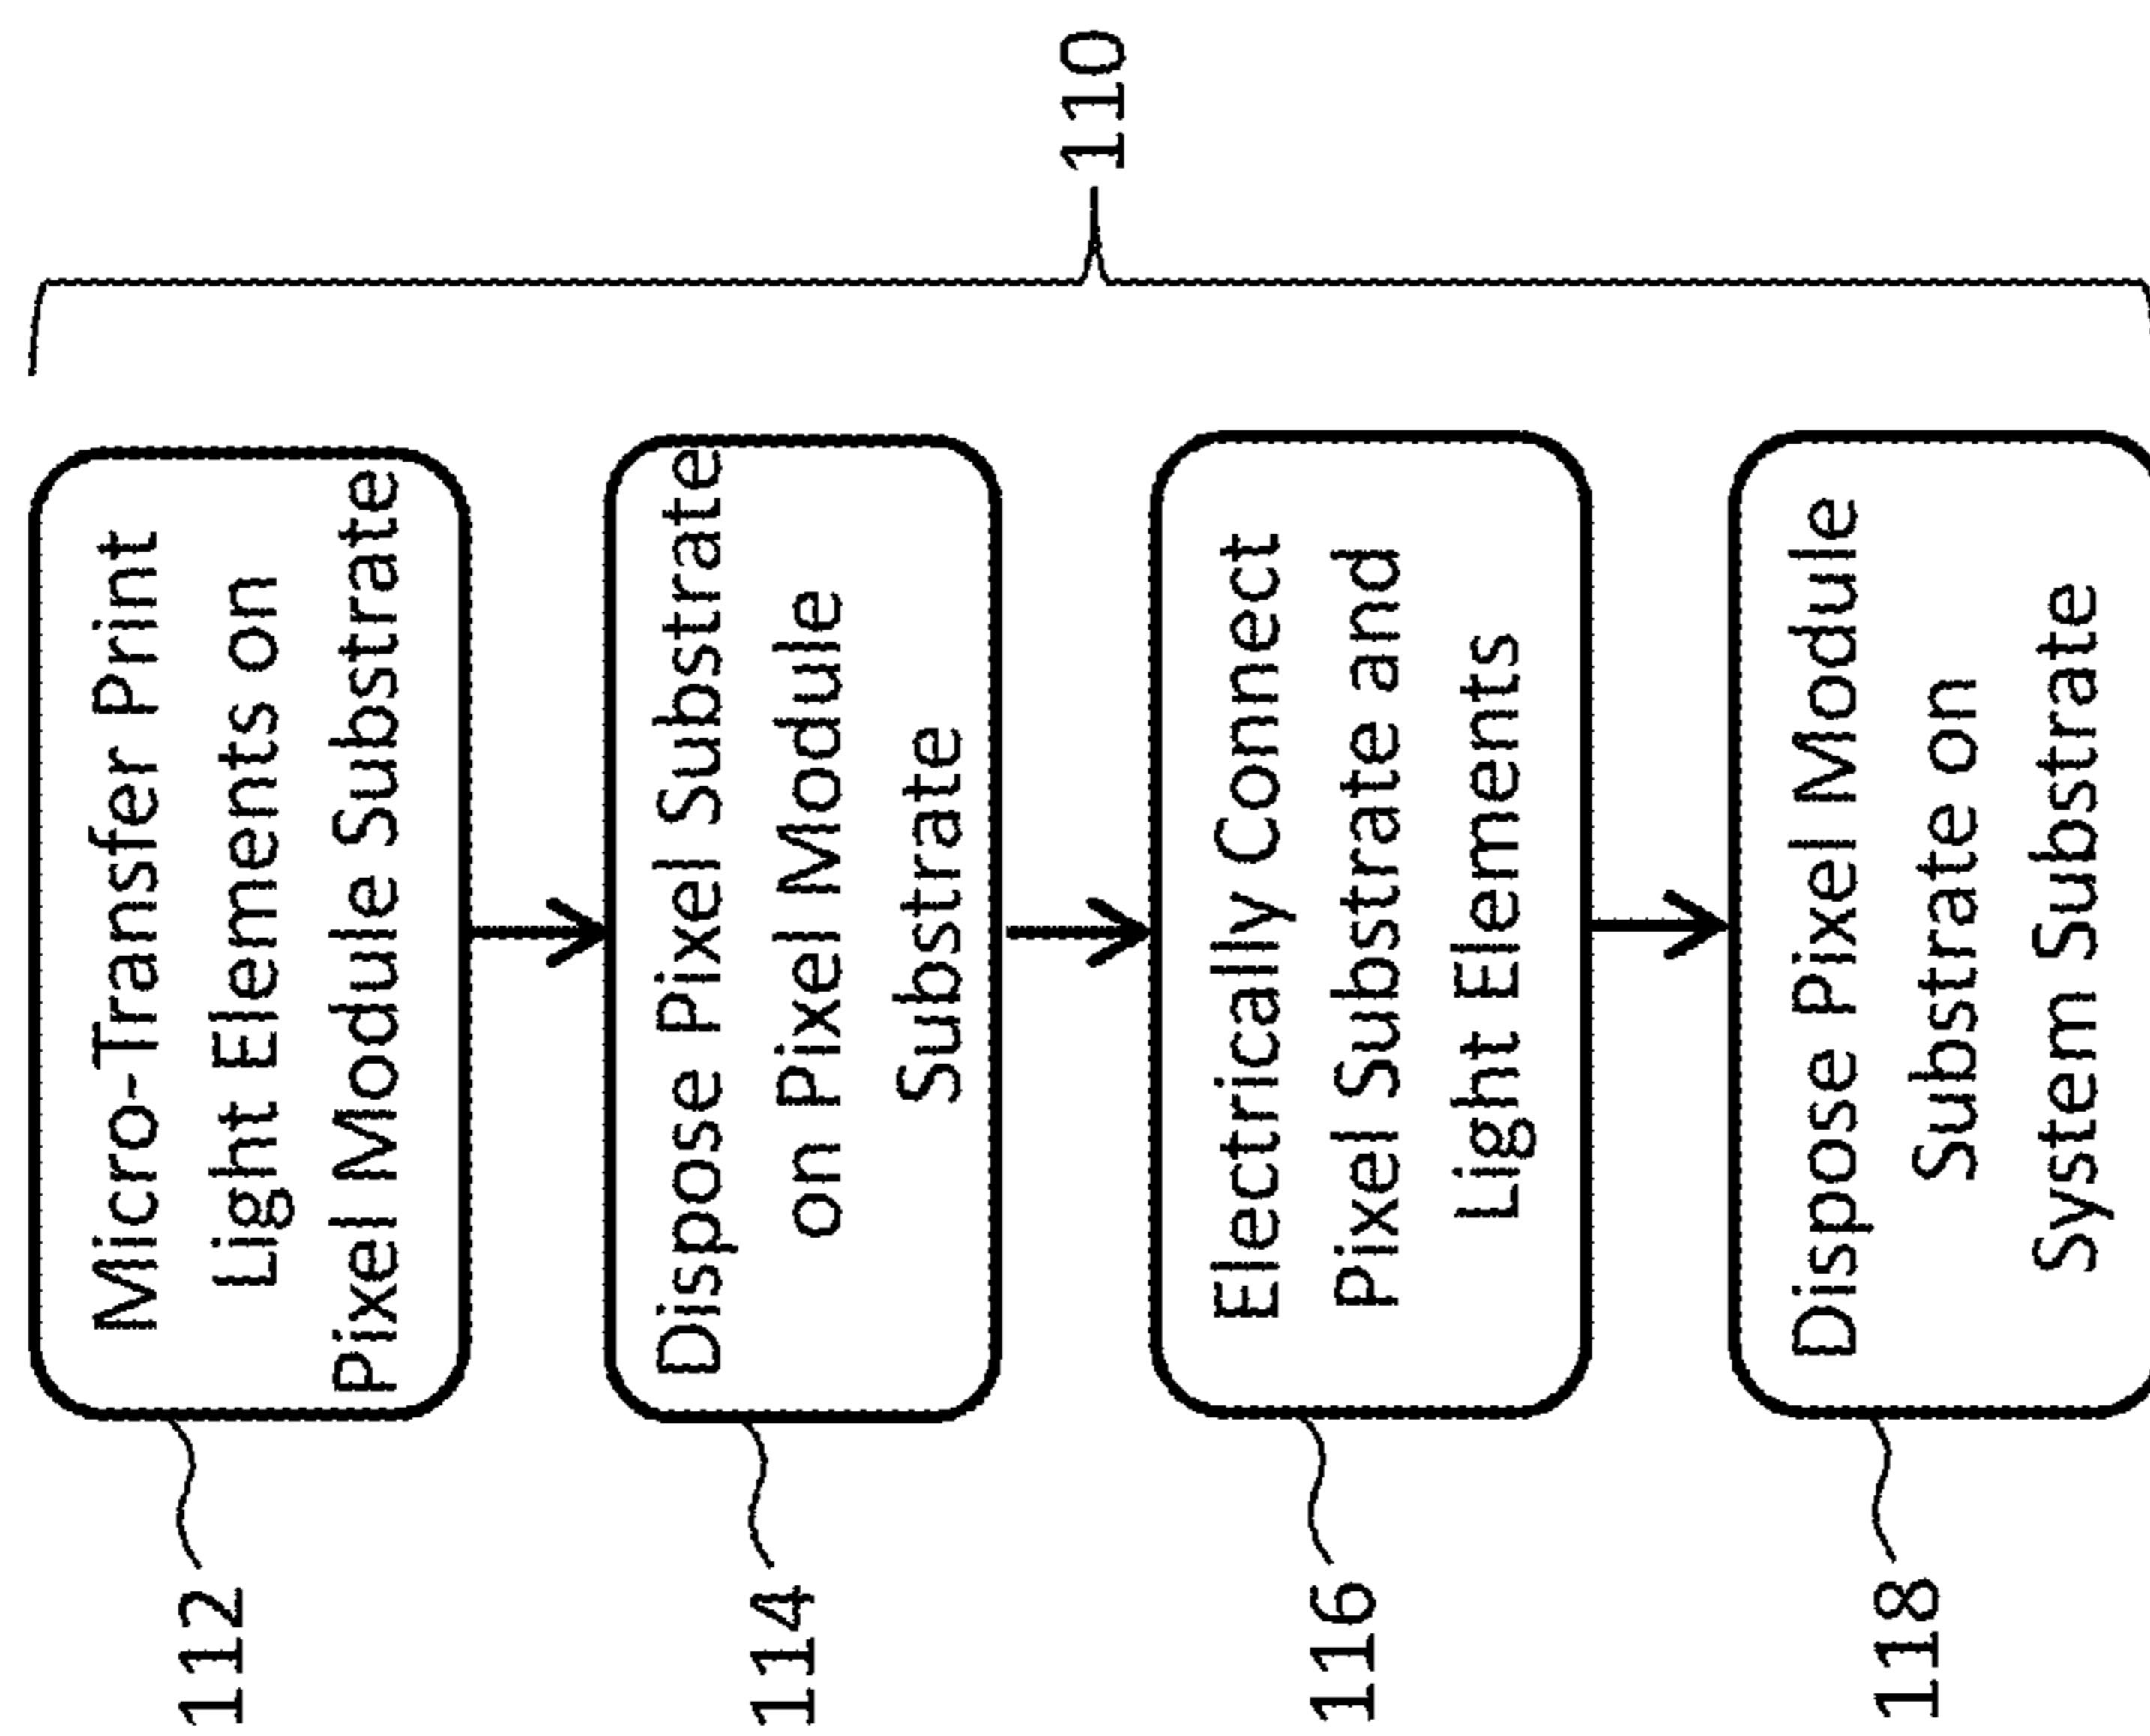 112
Micro-Transfer Print
Light Elements on
Pixel Module Substrate
114
Dispose Pixel Substrate
on Pixel Module
Substrate
116
Electrically Connect
Pixel Substrate and
Light Elements
118
Dispose Pixel Module
Substrate on
System Substrate
110